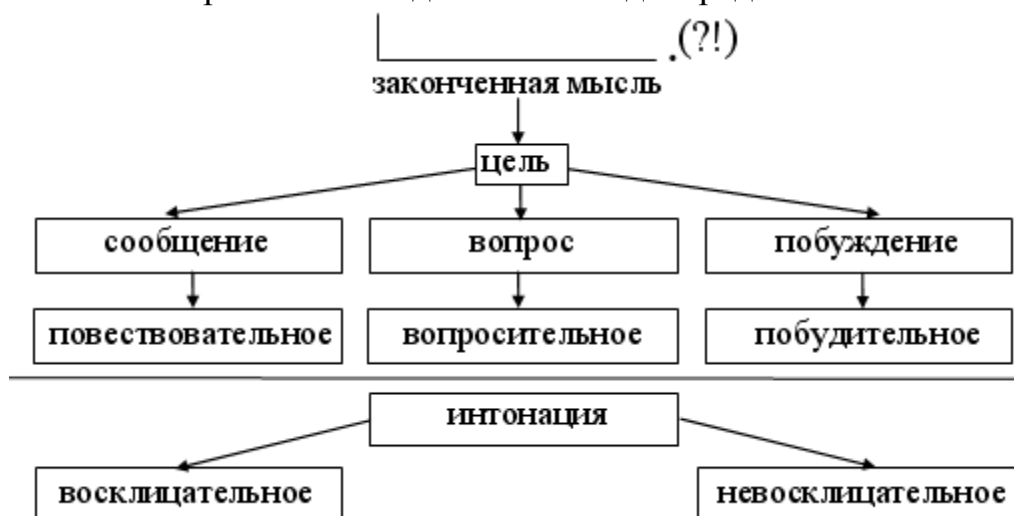 .(?!)
законченная мысль
цель
сообщение вопрос побуждение
повествовательное вопросительное побудительное
интонация
восклицательное невосклицательное